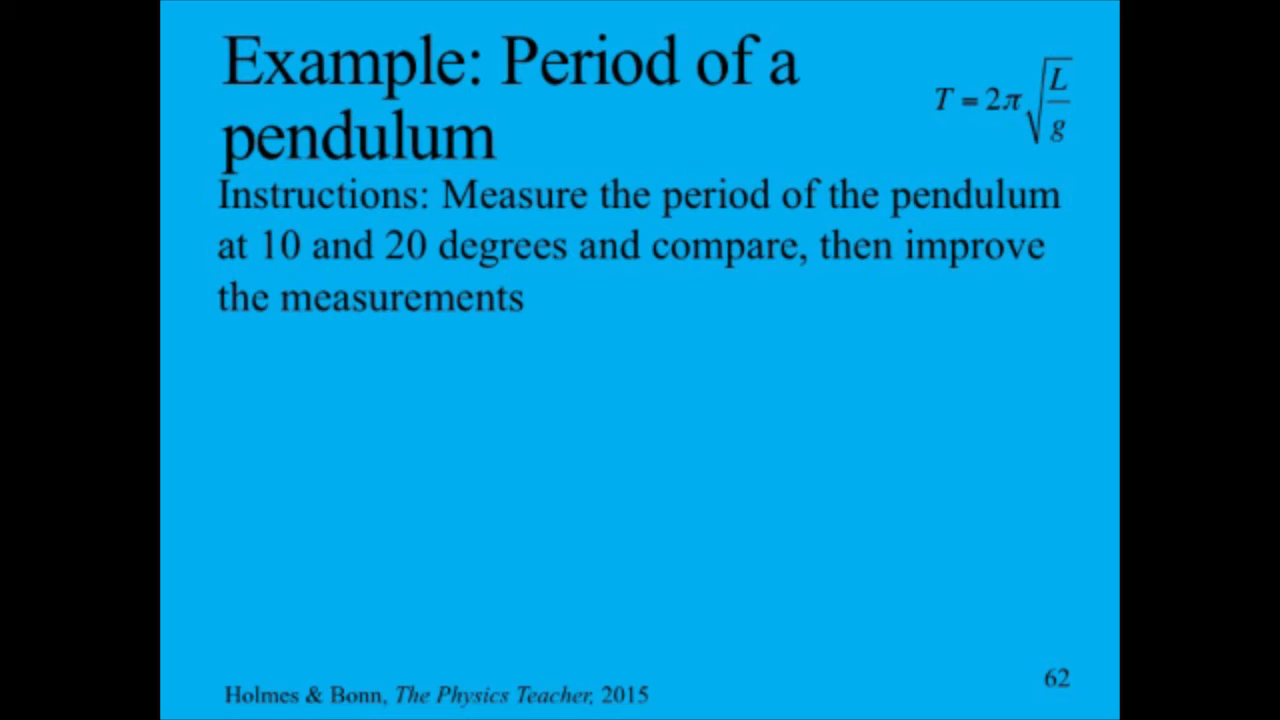 Example: Period of a
pendulum
T = 2π√(L/g)
Instructions: Measure the period of the pendulum
at 10 and 20 degrees and compare, then improve
the measurements
Holmes & Bonn, The Physics Teacher, 2015
62